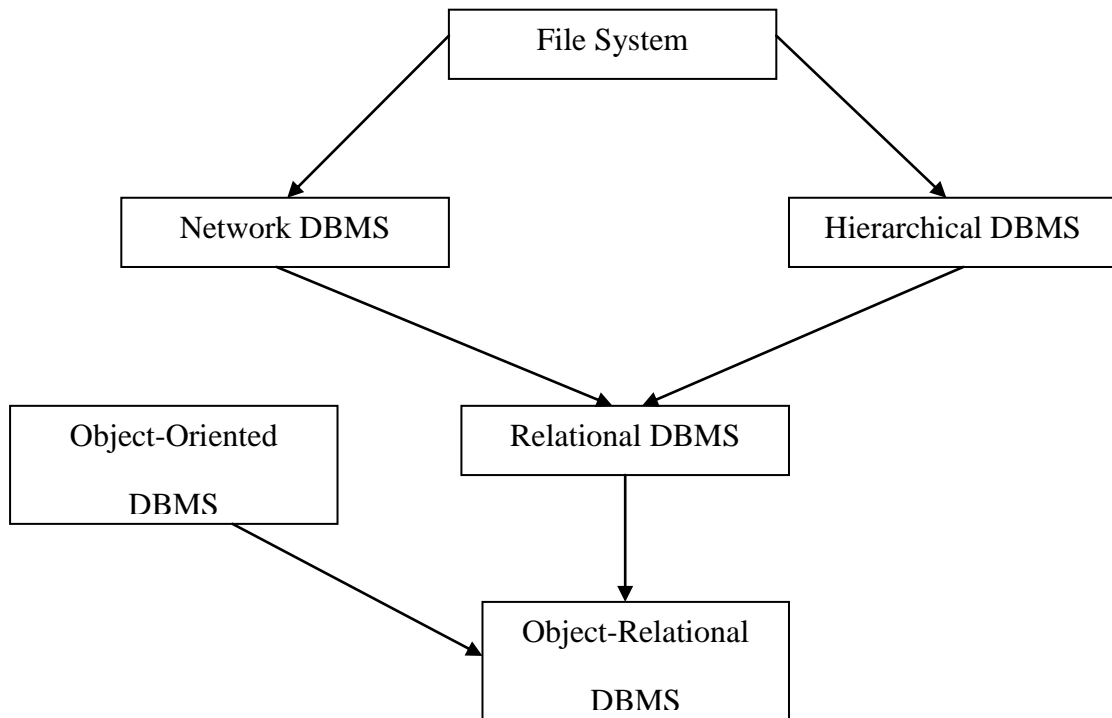 File System
Network DBMS
Hierarchical DBMS
Object-Oriented
DBMS
Relational DBMS
Object-Relational
DBMS